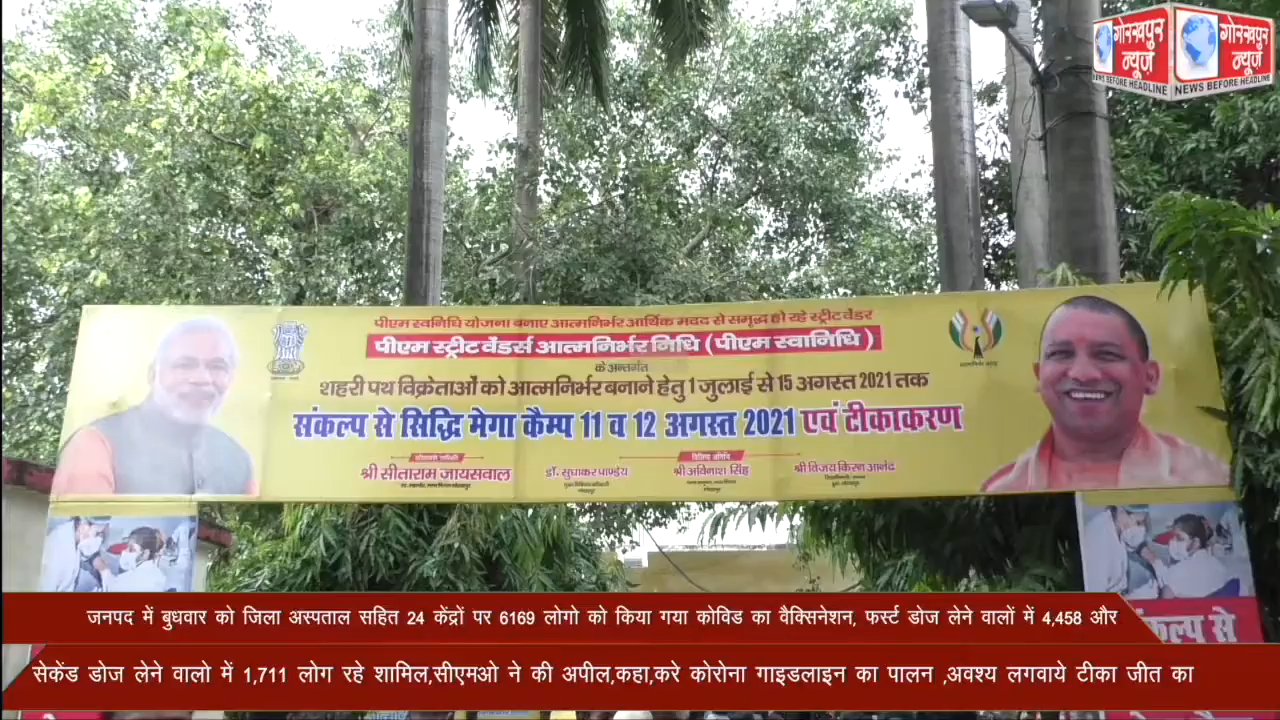 गोरखपुर
न्यूज
NEWS BEFORE HEADLINE
गोरखपुर
न्यूज
NEWS BEFORE HEADLINE
पीएम स्वनिधि योजना बनाए आत्मनिर्भर आर्थिक मदद से समृद्ध हो रहे स्ट्रीट वेंडर
पीएम स्ट्रीट वेंडर्स आत्मनिर्भर निधि ( पीएम स्वानिधि )
के अन्तर्गत
शहरी पथ विक्रेताओं को आत्मनिर्भर बनाने हेतु 1 जुलाई से 15 अगस्त 2021 तक
संकल्प से सिद्धि मेगा कैम्प 11 व 12 अगस्त 2021 एवं टीकाकरण
श्री सीताराम जायसवाल
डॉ. सुधाकर पाण्डेय
श्री अविनाश सिंह
श्री विजय किरण आनंद
संकल्प से
जनपद में बुधवार को जिला अस्पताल सहित 24 केंद्रों पर 6169 लोगो को किया गया कोविड का वैक्सिनेशन, फर्स्ट डोज लेने वालों में 4,458 और
सेकेंड डोज लेने वालो में 1,711 लोग रहे शामिल,सीएमओ ने की अपील,कहा,करे कोरोना गाइडलाइन का पालन ,अवश्य लगवाये टीका जीत का